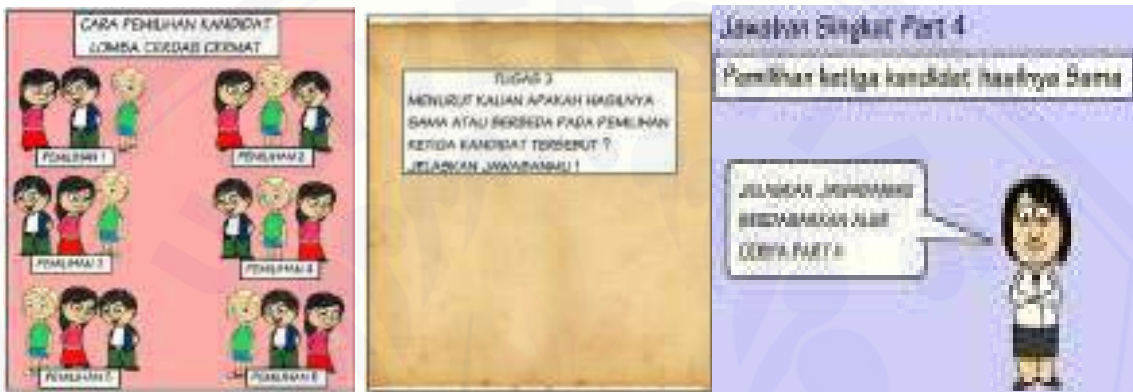 CARA PEMILIHAN KANDIDAT
LOMBA CERDAS CERMAT
PEMILIHAN 1
PEMILIHAN 2
PEMILIHAN 3
PEMILIHAN 4
PEMILIHAN 5
PEMILIHAN 6
TUGAS 3
MENURUT KALIAN APAKAH HASILNYA
SAMA ATAU BERBEDA PADA PEMILIHAN
KETIGA KANDIDAT TERSEBUT ?
JELASKAN JAWABANMU !
Jawaban Singkat Part 4
Pemilihan ketiga kandidat hasilnya Sama
JELASKAN JAWABANMU
BERDASARKAN ALUR
CERITA PART